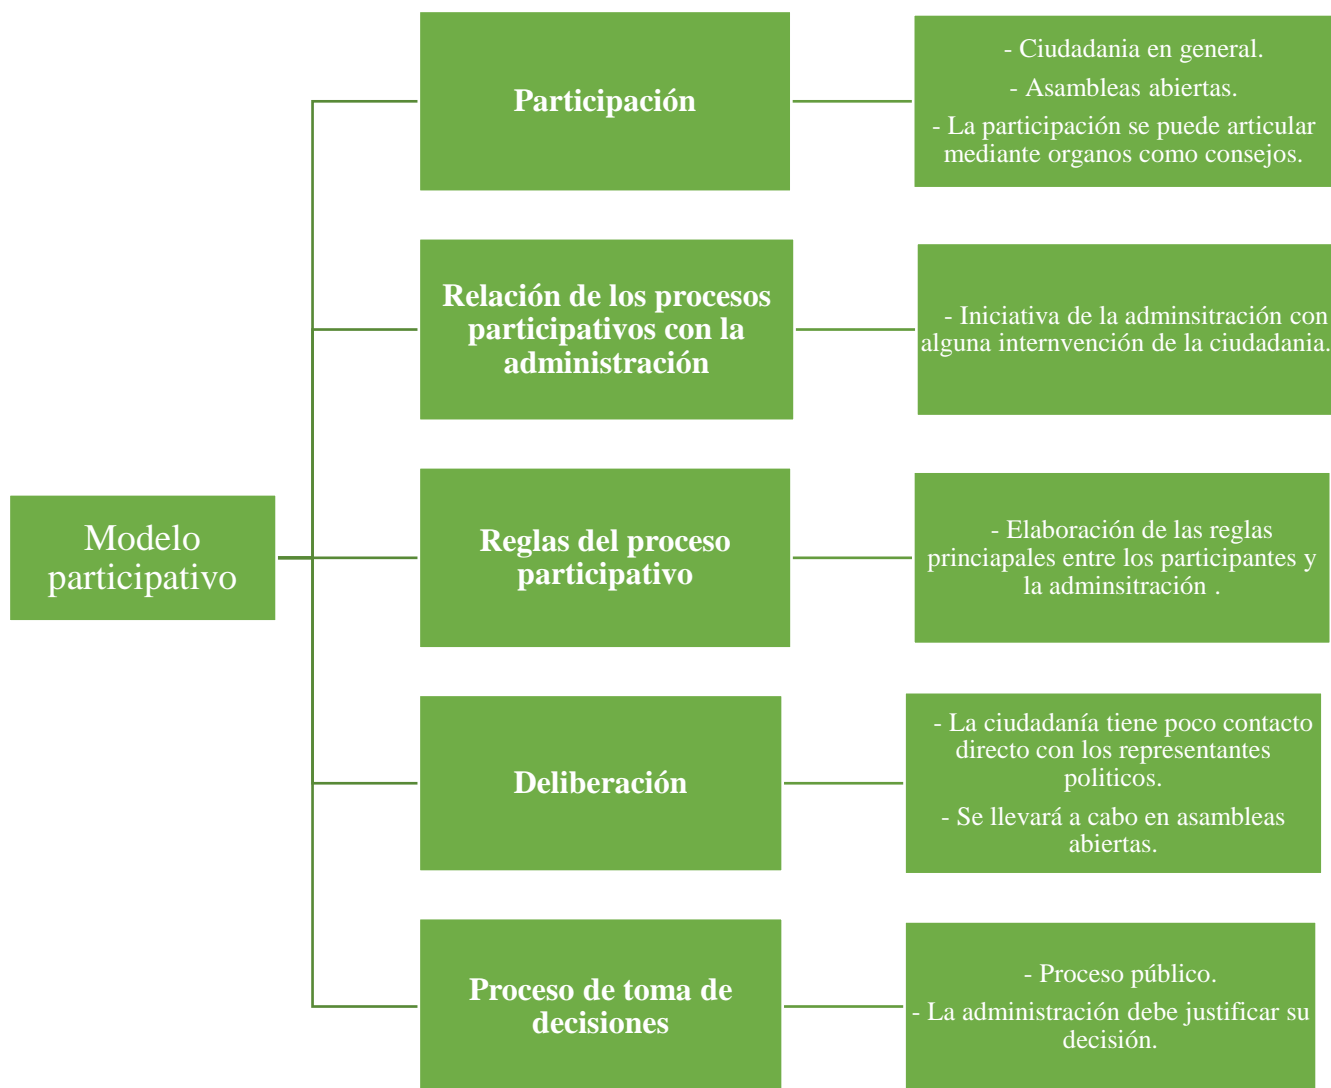 Participación
- Ciudadania en general.
- Asambleas abiertas.
- La participación se puede articular
mediante organos como consejos.
Relación de los procesos
participativos con la
administración
- Iniciativa de la adminsitración con
alguna internvención de la ciudadania.
Modelo
participativo
Reglas del proceso
participativo
- Elaboración de las reglas
princiapales entre los participantes y
la adminsitración .
Deliberación
- La ciudadanía tiene poco contacto
directo con los representantes
politicos.
- Se llevará a cabo en asambleas
abiertas.
Proceso de toma de
decisiones
- Proceso público.
- La administración debe justificar su
decisión.